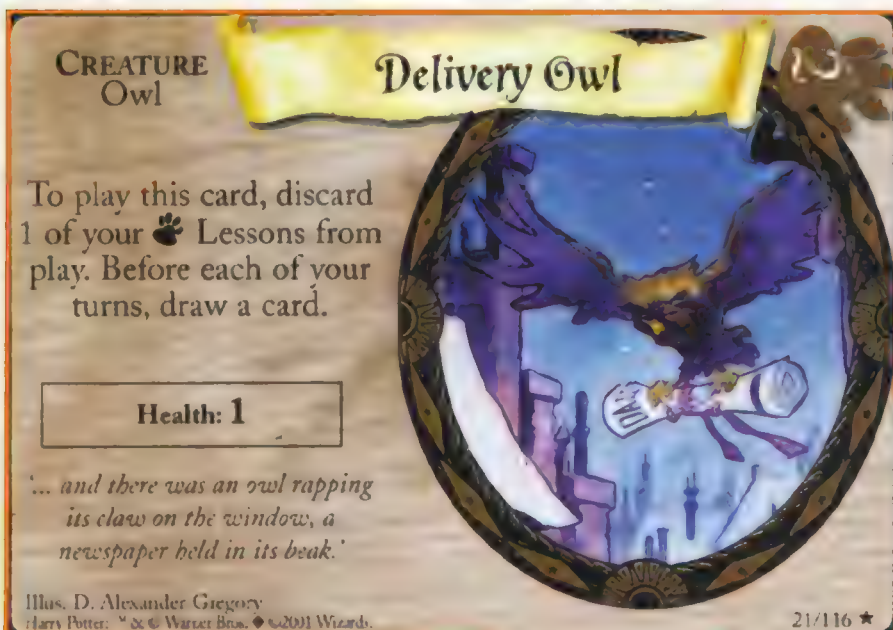 CREATURE
Owl
Delivery Owl
To play this card, discard
1 of your Lessons from
play. Before each of your
turns, draw a card.
Health: 1
'... and there was an owl rapping
its claw on the window, a
newspaper held in its beak.'
Illus. D. Alexander Gregory
Harry Potter: ™ & © Warner Bros. ◆ ©2001 Wizards.
21/116 ★